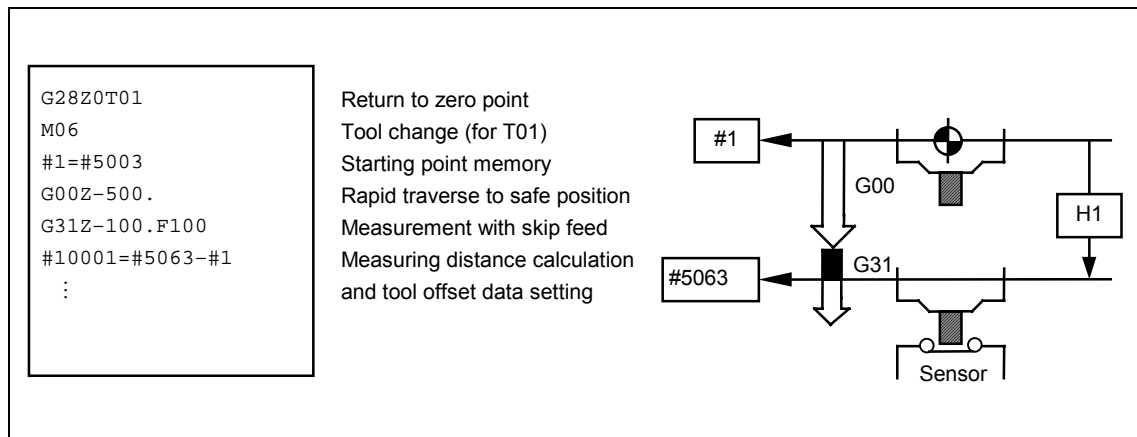 G28Z0T01
M06
#1=#5003
G00Z−500.
G31Z−100.F100
#10001=#5063−#1
⋮
Return to zero point
Tool change (for T01)
Starting point memory
Rapid traverse to safe position
Measurement with skip feed
Measuring distance calculation
and tool offset data setting
#1
G00
H1
G31
#5063
Sensor